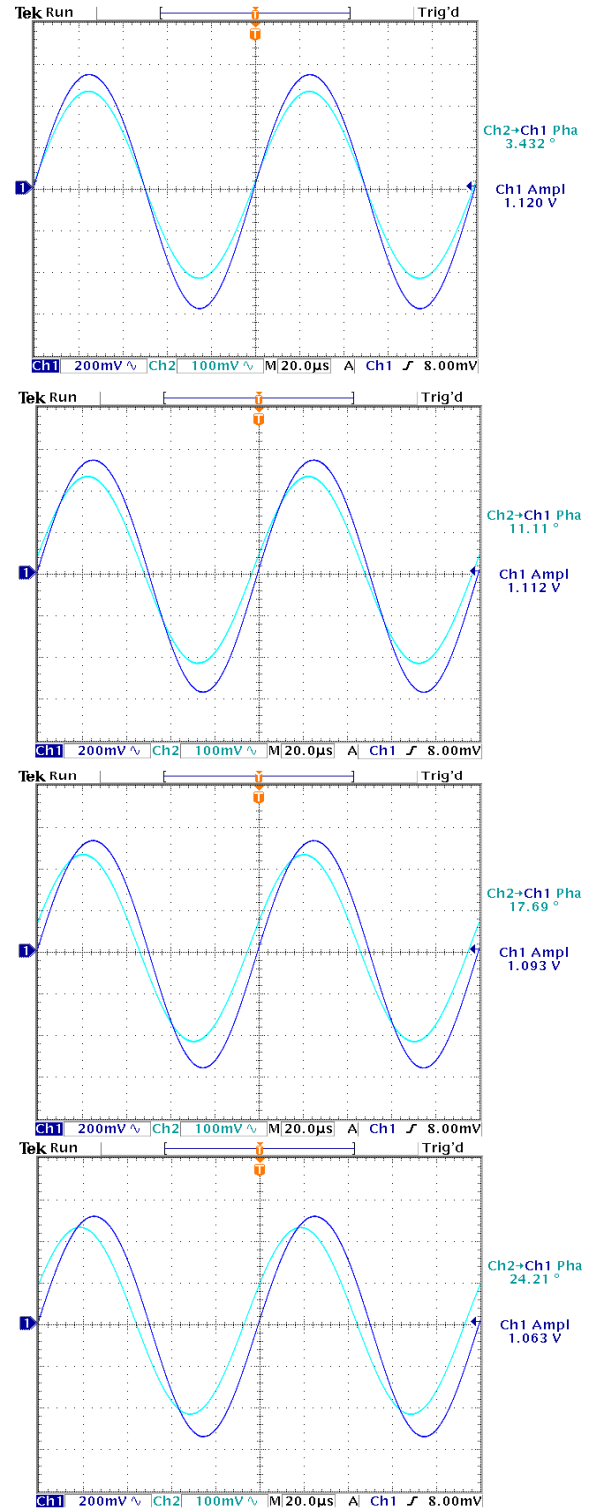 Tek Run Trig'd
T
T
Ch2→Ch1 Pha
3.432 °
1
Ch1 Ampl
1.120 V
Ch1 200mV ∿ Ch2 100mV ∿ M 20.0µs A Ch1 ∫ 8.00mV
Tek Run Trig'd
T
T
Ch2→Ch1 Pha
11.11 °
1
Ch1 Ampl
1.112 V
Ch1 200mV ∿ Ch2 100mV ∿ M 20.0µs A Ch1 ∫ 8.00mV
Tek Run Trig'd
T
T
Ch2→Ch1 Pha
17.69 °
1
Ch1 Ampl
1.093 V
Ch1 200mV ∿ Ch2 100mV ∿ M 20.0µs A Ch1 ∫ 8.00mV
Tek Run Trig'd
T
T
Ch2→Ch1 Pha
24.21 °
1
Ch1 Ampl
1.063 V
Ch1 200mV ∿ Ch2 100mV ∿ M 20.0µs A Ch1 ∫ 8.00mV